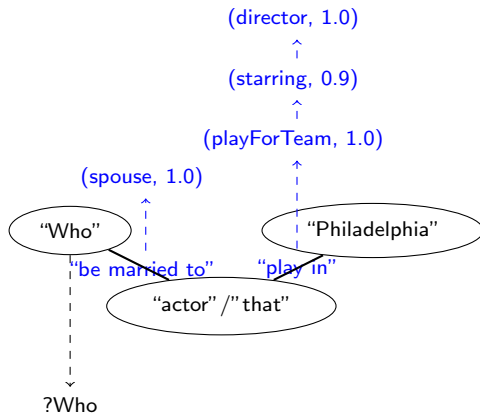 (director, 1.0)
(starring, 0.9)
(playForTeam, 1.0)
(spouse, 1.0)
“Who”
“Philadelphia”
“be married to”
“play in”
“actor”/”that”
?Who